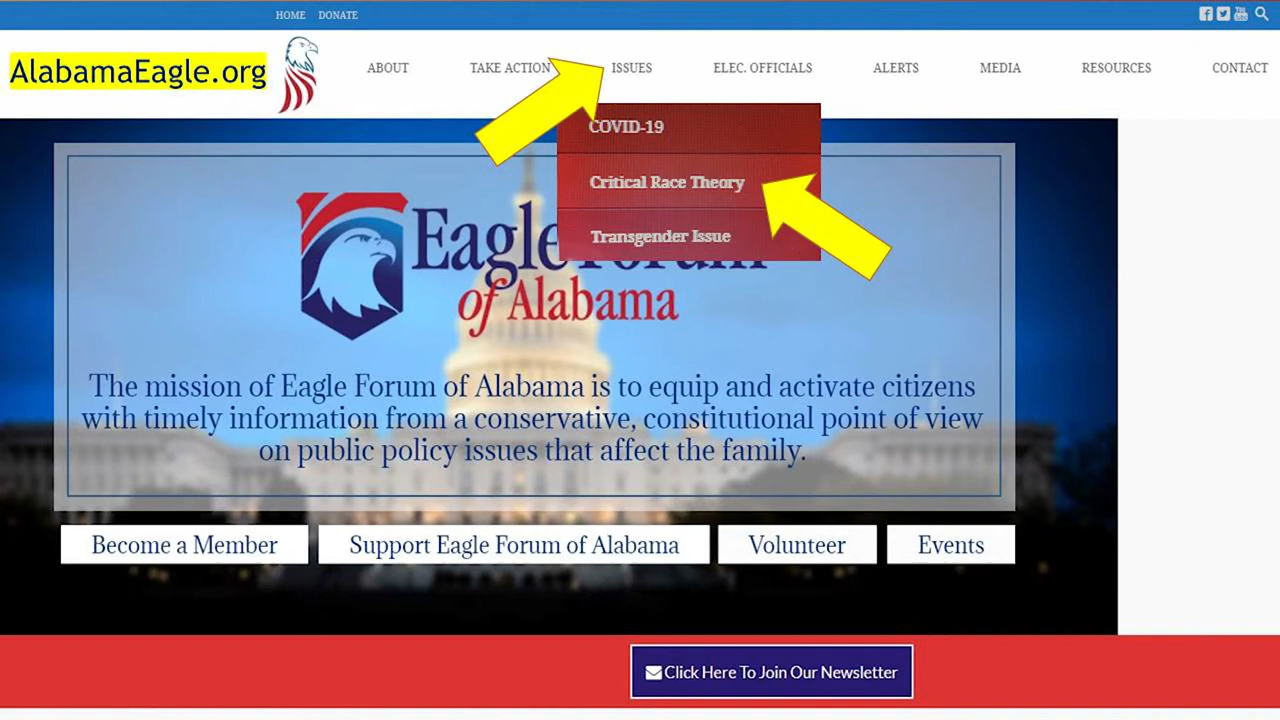 HOME DONATE
AlabamaEagle.org
ABOUT TAKE ACTION ISSUES ELEC. OFFICIALS ALERTS MEDIA RESOURCES CONTACT
COVID-19
Critical Race Theory
Transgender Issue
Eagle Forum
of Alabama
The mission of Eagle Forum of Alabama is to equip and activate citizens
with timely information from a conservative, constitutional point of view
on public policy issues that affect the family.
Become a Member Support Eagle Forum of Alabama Volunteer Events
Click Here To Join Our Newsletter